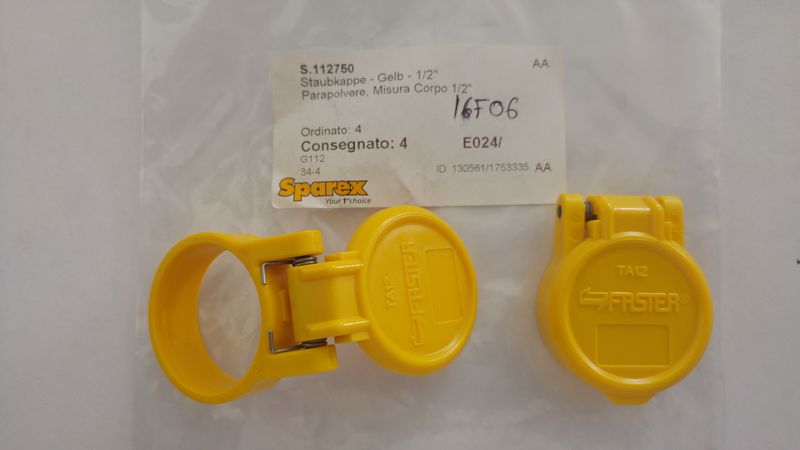 S.112750
AA
Staubkappe - Gelb - 1/2"
Parapolvere, Misura Corpo 1/2"
16F06
Ordinato: 4
Consegnato: 4
E024/
G112
34-4
ID: 130561/1753335 AA
Sparex
Your 1st choice
TA12
FASTER
TA12
FASTER®